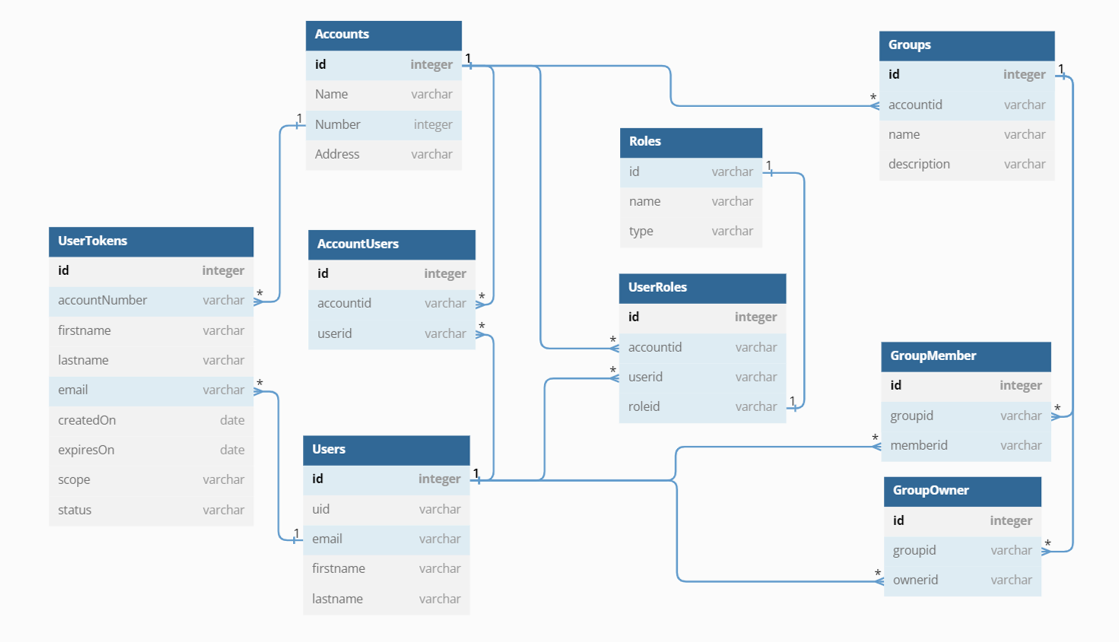 Accounts
id integer
Name varchar
Number integer
Address varchar
1
1
Groups
id integer
accountid varchar
name varchar
description varchar
1
*
Roles
id varchar
name varchar
type varchar
1
UserTokens
id integer
accountNumber varchar
firstname varchar
lastname varchar
email varchar
createdOn date
expiresOn date
scope varchar
status varchar
*
*
AccountUsers
id integer
accountid varchar
userid varchar
*
*
UserRoles
id integer
accountid varchar
userid varchar
roleid varchar
*
*
1
GroupMember
id integer
groupid varchar
memberid varchar
*
*
Users
id integer
uid varchar
email varchar
firstname varchar
lastname varchar
1
1
GroupOwner
id integer
groupid varchar
ownerid varchar
*
*